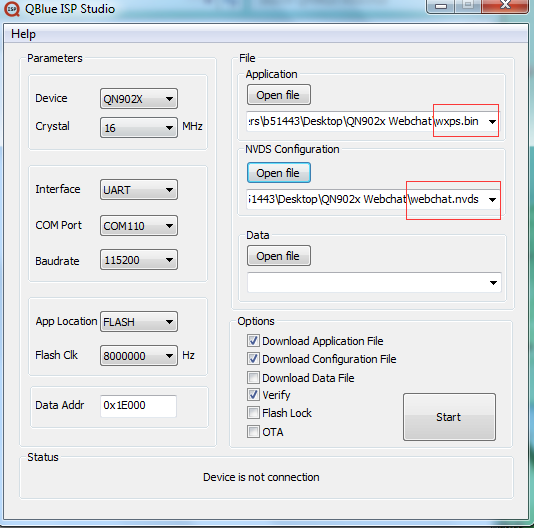 ISP QBlue ISP Studio
Help
Parameters
Device QN902X
Crystal 16 MHz
Interface UART
COM Port COM110
Baudrate 115200
App Location FLASH
Flash Clk 8000000 Hz
Data Addr 0x1E000
File
Application
Open file
ers\b51443\Desktop\QN902x Webchat\wxps.bin
NVDS Configuration
Open file
51443\Desktop\QN902x Webchat\webchat.nvds
Data
Open file
Options
Download Application File
Download Configuration File
Download Data File
Verify
Flash Lock
OTA
Start
Status
Device is not connection